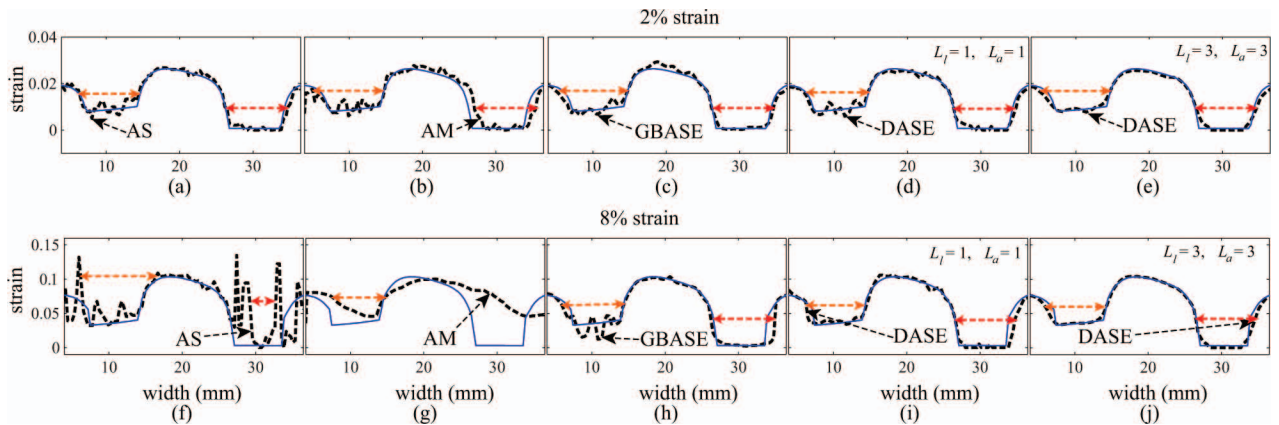 2% strain
0.04
0.02
0
strain
AS
AM
GBASE
L_l = 1, L_a = 1
DASE
L_l = 3, L_a = 3
DASE
10 20 30 10 20 30 10 20 30 10 20 30 10 20 30
(a) (b) (c) (d) (e)
8% strain
0.15
0.1
0.05
0
strain
AS
AM
GBASE
L_l = 1, L_a = 1
DASE
L_l = 3, L_a = 3
DASE
10 20 30 10 20 30 10 20 30 10 20 30 10 20 30
width (mm) width (mm) width (mm) width (mm) width (mm)
(f) (g) (h) (i) (j)